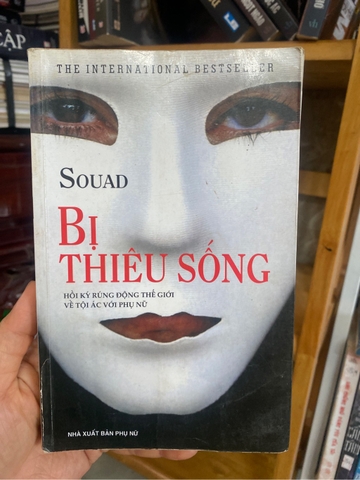 THE INTERNATIONAL BESTSELLER
SOUAD
BỊ
THIÊU SỐNG
HỒI KÝ RÚNG ĐỘNG THẾ GIỚI
VỀ TỘI ÁC VỚI PHỤ NỮ
NHÀ XUẤT BẢN PHỤ NỮ